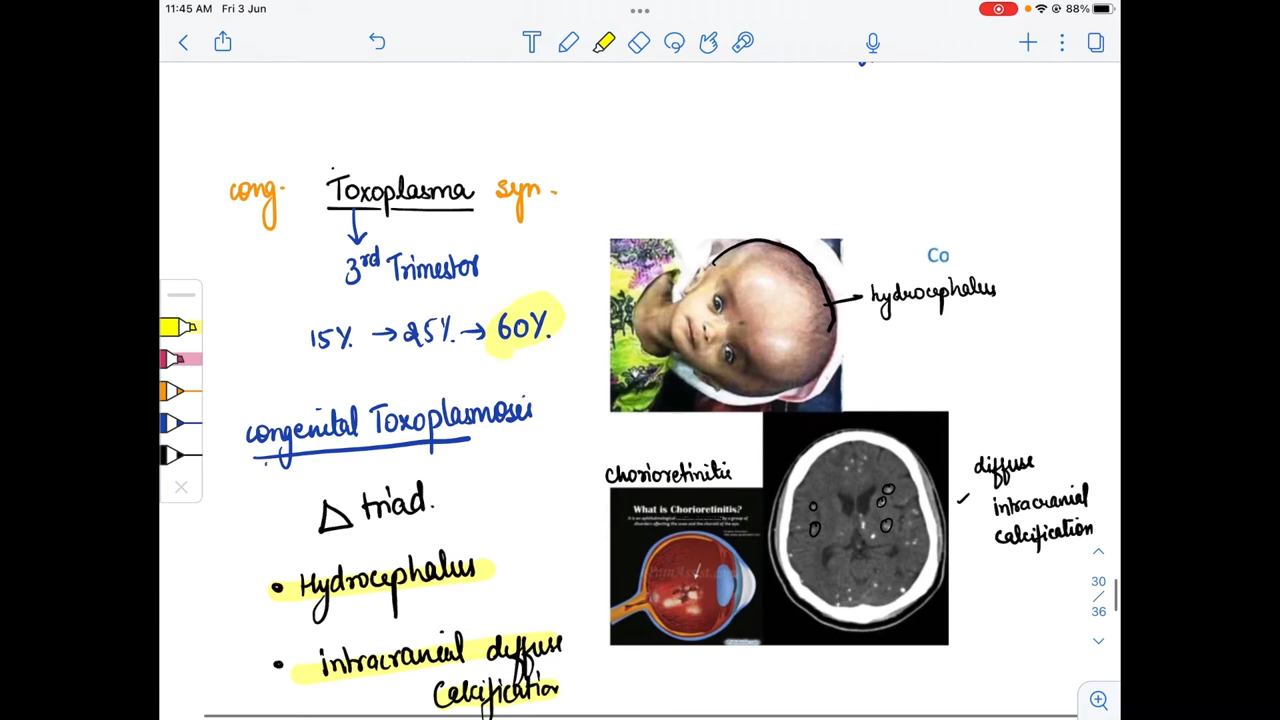 11:45 AM Fri 3 Jun
88%
cong. Toxoplasma syn.
3rd Trimestor
15% → 25% → 60%
congenital Toxoplasmosis
Δ triad.
• Hydrocephalus
• intracranial diffuse
Calcification
Co
hydrocephalus
chorioretinitis
What is Chorioretinitis?
diffuse
intracranial
calcification
30
/
36